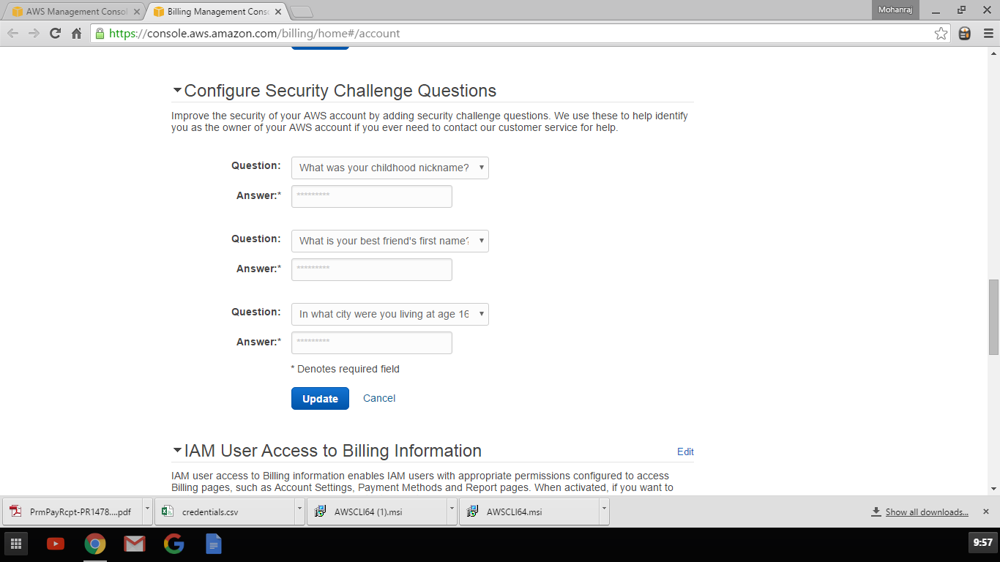 AWS Management Consol
Billing Management Conso
Mohanraj
https://console.aws.amazon.com/billing/home#/account
Configure Security Challenge Questions
Improve the security of your AWS account by adding security challenge questions. We use these to help identify
you as the owner of your AWS account if you ever need to contact our customer service for help.
Question: What was your childhood nickname?
Answer:* *********
Question: What is your best friend's first name?
Answer:* *********
Question: In what city were you living at age 16
Answer:* *********
* Denotes required field
Update Cancel
IAM User Access to Billing Information Edit
IAM user access to Billing information enables IAM users with appropriate permissions configured to access
Billing pages, such as Account Settings, Payment Methods and Report pages. When activated, if you want to
PrmPayRcpt-PR1478....pdf
credentials.csv
AWSCLI64 (1).msi
AWSCLI64.msi
Show all downloads...
9:57